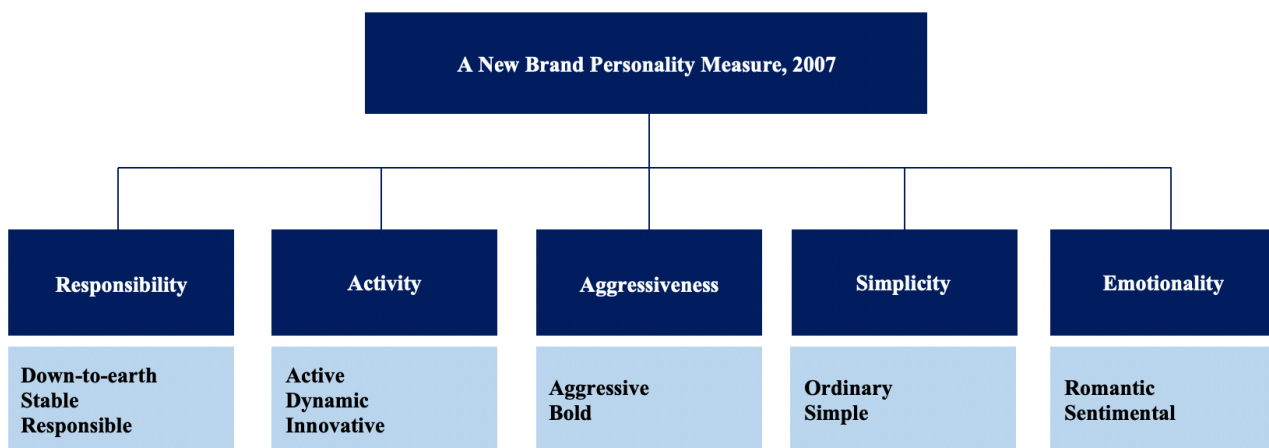 A New Brand Personality Measure, 2007
Responsibility
Down-to-earth
Stable
Responsible
Activity
Active
Dynamic
Innovative
Aggressiveness
Aggressive
Bold
Simplicity
Ordinary
Simple
Emotionality
Romantic
Sentimental